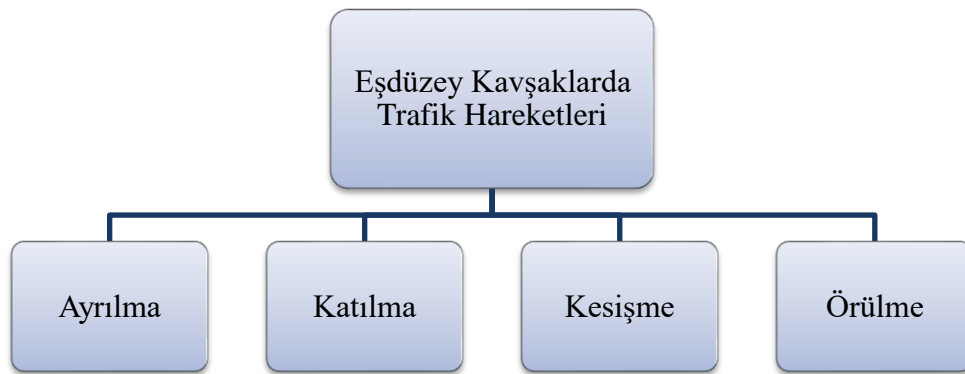 Eşdüzey Kavşaklarda
Trafik Hareketleri
Ayrılma
Katılma
Kesişme
Örülme